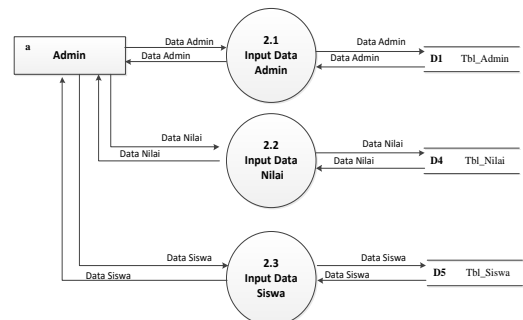 a
Admin
Data Admin
Data Admin
2.1
Input Data
Admin
Data Admin
Data Admin
D1 Tbl_Admin
Data Nilai
Data Nilai
2.2
Input Data
Nilai
Data Nilai
Data Nilai
D4 Tbl_Nilai
Data Siswa
Data Siswa
2.3
Input Data
Siswa
Data Siswa
Data Siswa
D5 Tbl_Siswa